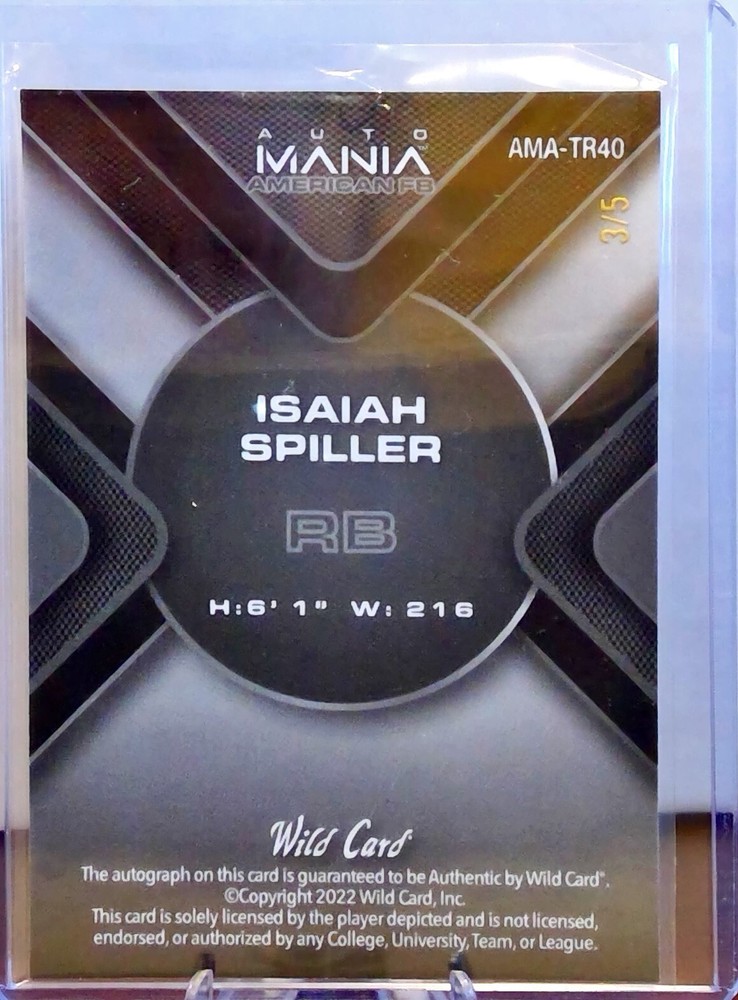 AUTO
MANIA
AMERICAN FB
AMA-TR40
3/5
ISAIAH
SPILLER
RB
H:6' 1" W: 216
Wild Card
The autograph on this card is guaranteed to be Authentic by Wild Card®.
©Copyright 2022 Wild Card, Inc.
This card is solely licensed by the player depicted and is not licensed,
endorsed, or authorized by any College, University, Team, or League.